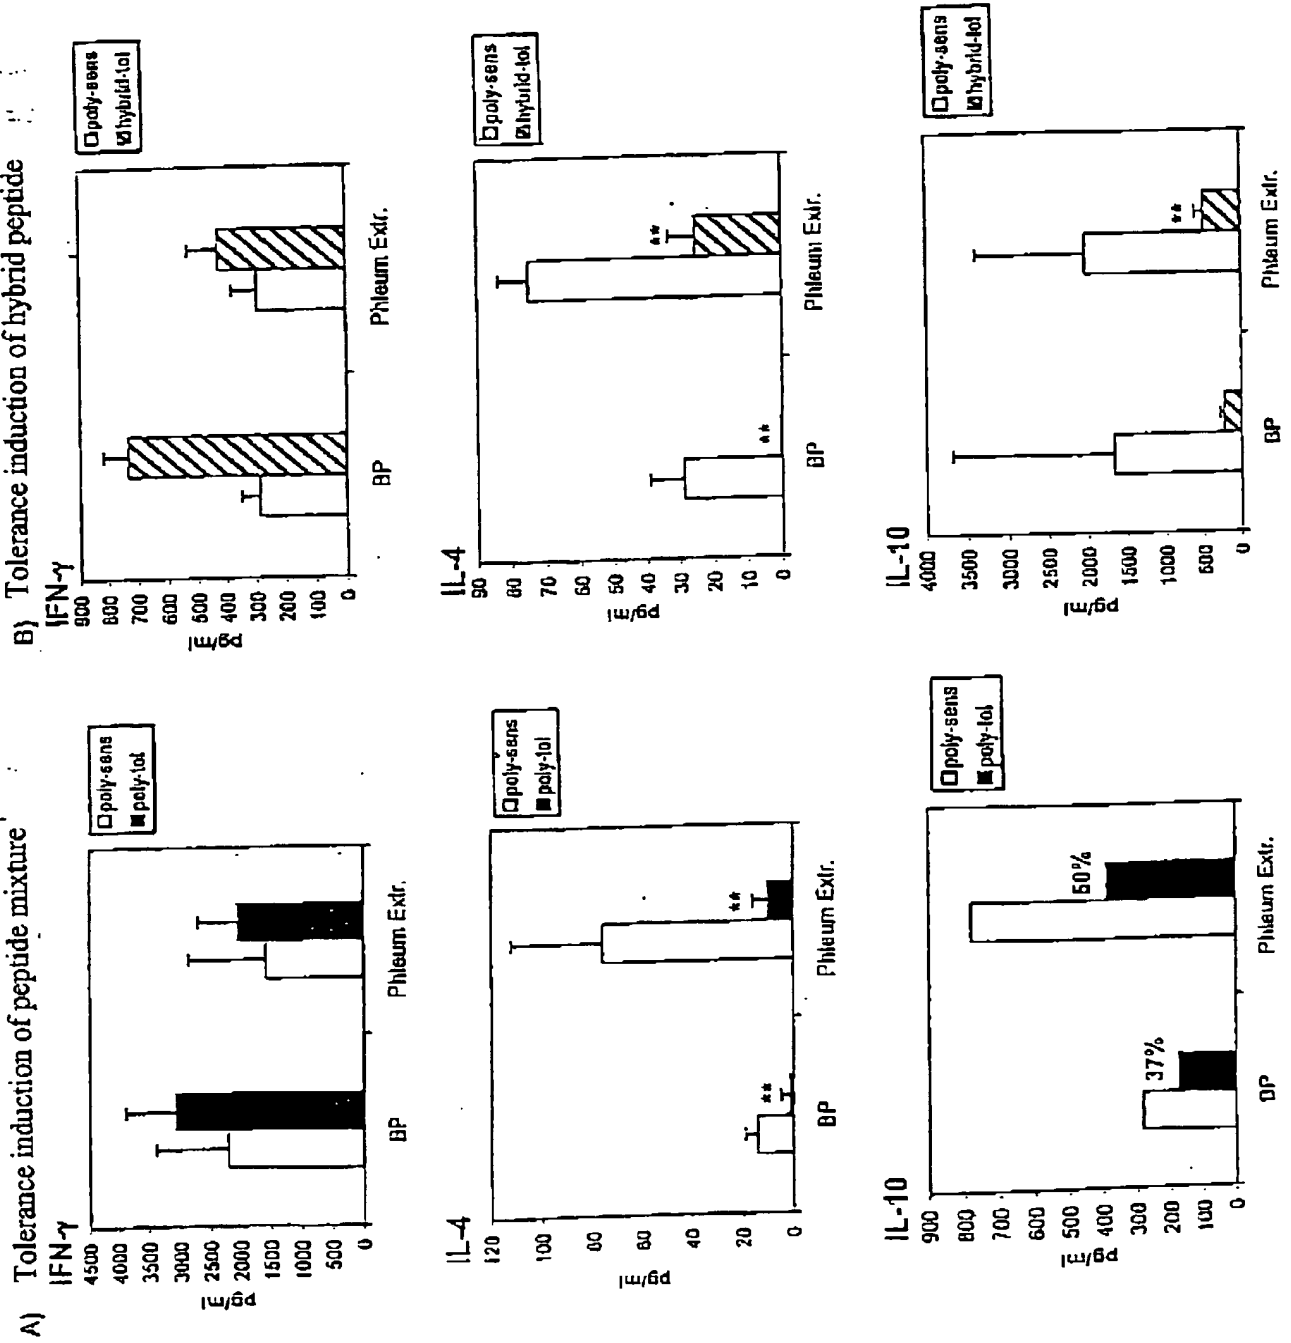 A) Tolerance induction of peptide mixture
IFN-γ
4500
4000
3500
3000
2500
2000
1500
1000
500
0
pg/ml
BP
Phleum Extr.
poly-sens
poly-tol
IL-4
120
100
80
60
40
20
0
pg/ml
**
**
BP
Phleum Extr.
poly-sens
poly-tol
IL-10
900
800
700
600
500
400
300
200
100
0
pg/ml
37%
50%
BP
Phleum Extr.
poly-sens
poly-tol
B) Tolerance induction of hybrid peptide
IFN-γ
900
800
700
600
500
400
300
200
100
0
pg/ml
BP
Phleum Extr.
poly-sens
hybrid-tol
IL-4
90
80
70
60
50
40
30
20
10
0
pg/ml
**
**
BP
Phleum Extr.
poly-sens
hybrid-tol
IL-10
4000
3500
3000
2500
2000
1500
1000
500
0
pg/ml
**
BP
Phleum Extr.
poly-sens
hybrid-tol